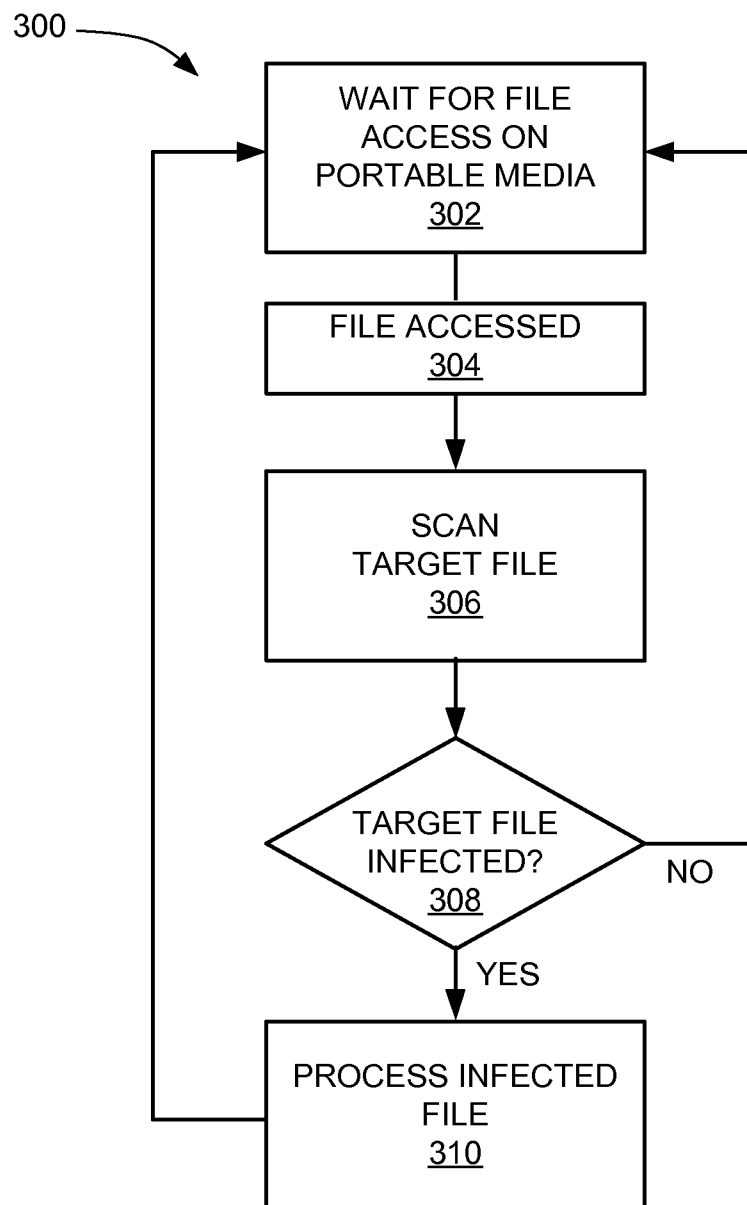 300
WAIT FOR FILE
ACCESS ON
PORTABLE MEDIA
302
FILE ACCESSED
304
SCAN
TARGET FILE
306
TARGET FILE
INFECTED?
308
NO
YES
PROCESS INFECTED
FILE
310